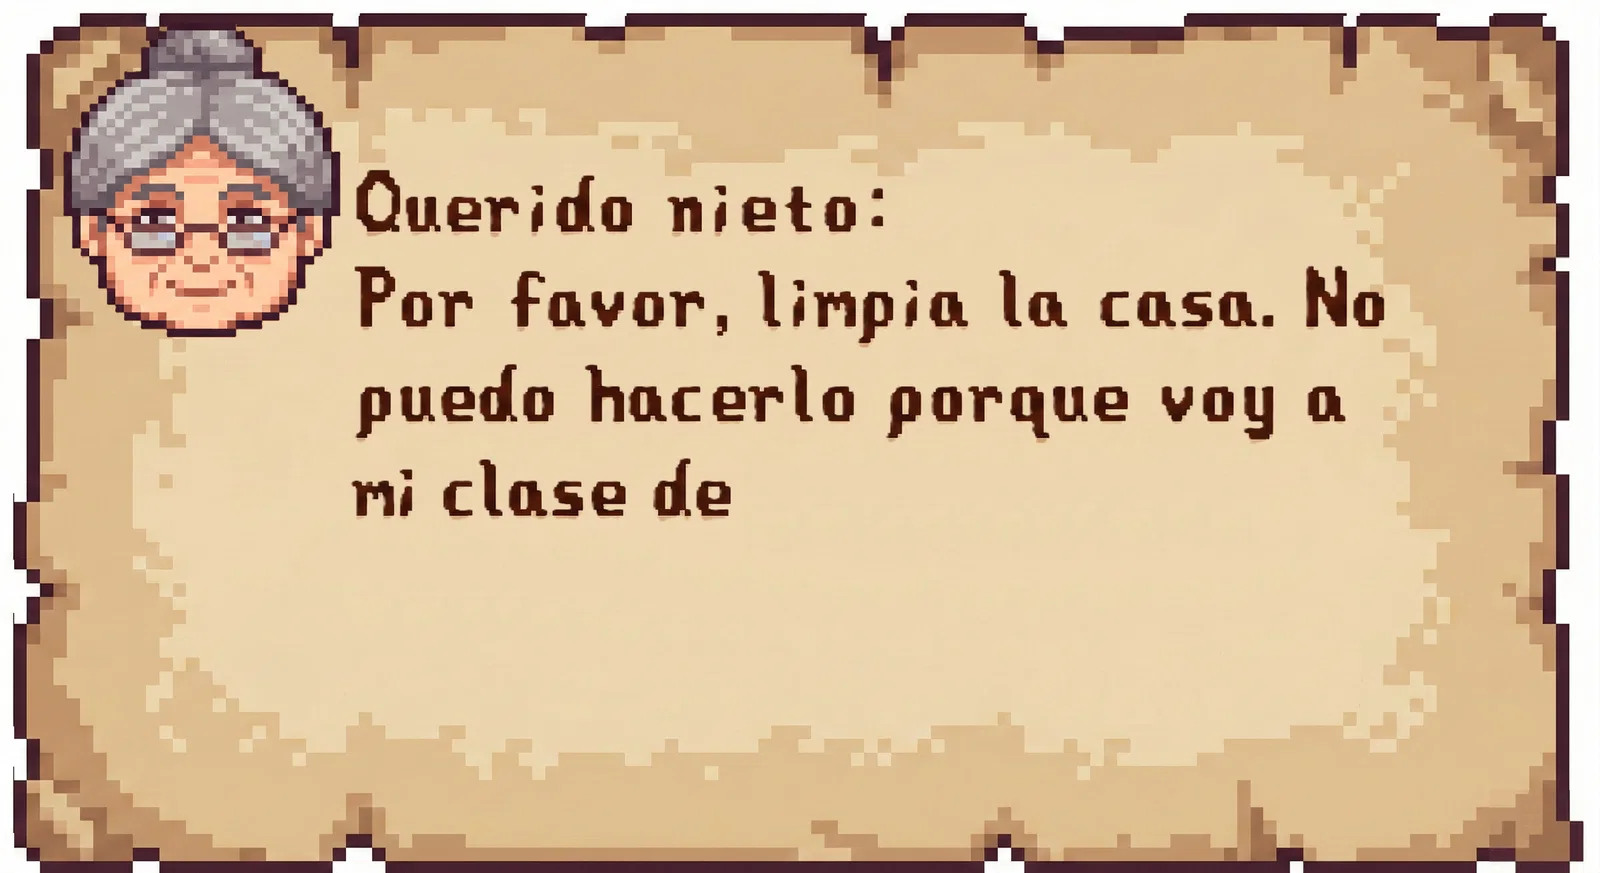 Querido nieto:
Por favor, limpia la casa. No
puedo hacerlo porque voy a
mi clase de